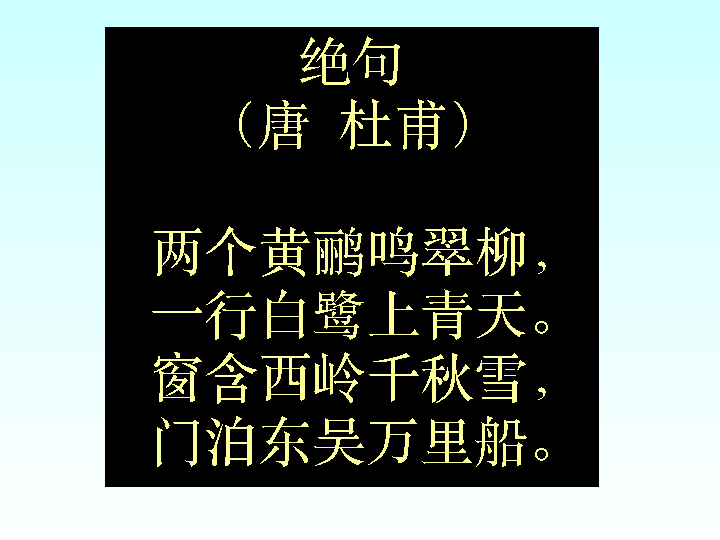 绝句
（唐 杜甫）
两个黄鹂鸣翠柳，
一行白鹭上青天。
窗含西岭千秋雪，
门泊东吴万里船。